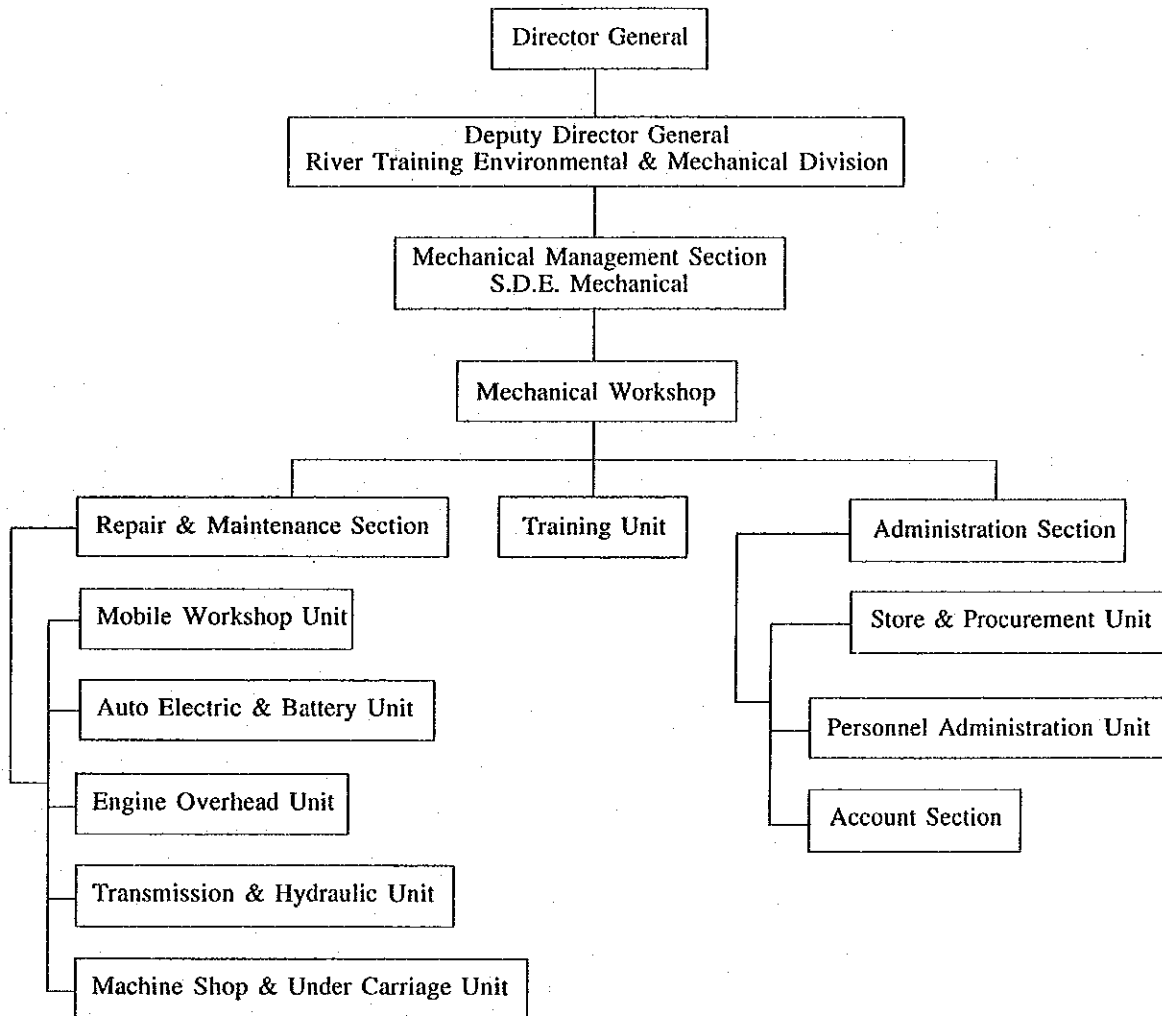 Director General
Deputy Director General
River Training Environmental & Mechanical Division
Mechanical Management Section
S.D.E. Mechanical
Mechanical Workshop
Repair & Maintenance Section
Training Unit
Administration Section
Mobile Workshop Unit
Store & Procurement Unit
Auto Electric & Battery Unit
Personnel Administration Unit
Engine Overhead Unit
Account Section
Transmission & Hydraulic Unit
Machine Shop & Under Carriage Unit